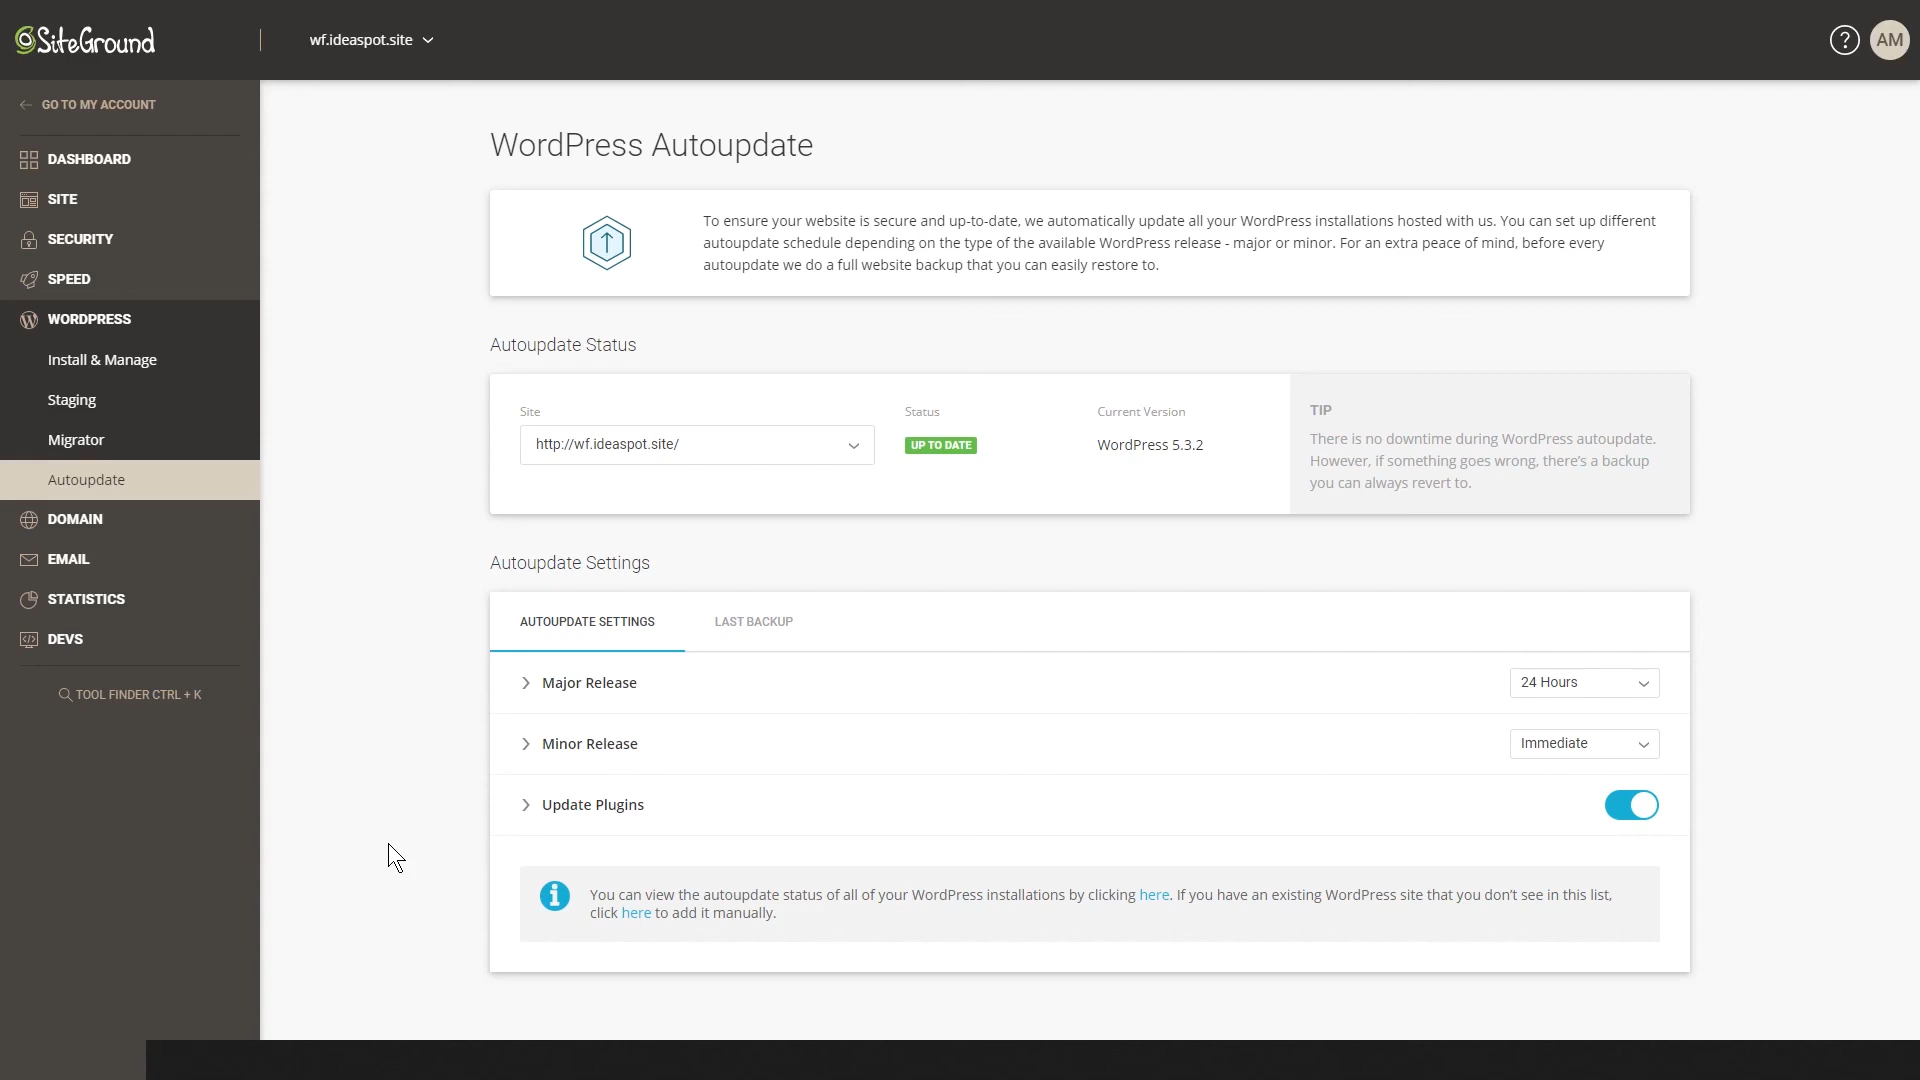 SiteGround
wf.ideaspot.site
?
AM
GO TO MY ACCOUNT
DASHBOARD
SITE
SECURITY
SPEED
WORDPRESS
Install & Manage
Staging
Migrator
Autoupdate
DOMAIN
EMAIL
STATISTICS
DEVS
TOOL FINDER CTRL + K
WordPress Autoupdate
To ensure your website is secure and up-to-date, we automatically update all your WordPress installations hosted with us. You can set up different
autoupdate schedule depending on the type of the available WordPress release - major or minor. For an extra peace of mind, before every
autoupdate we do a full website backup that you can easily restore to.
Autoupdate Status
Site
http://wf.ideaspot.site/
Status
UP TO DATE
Current Version
WordPress 5.3.2
TIP
There is no downtime during WordPress autoupdate.
However, if something goes wrong, there's a backup
you can always revert to.
Autoupdate Settings
AUTOUPDATE SETTINGS
LAST BACKUP
Major Release
24 Hours
Minor Release
Immediate
Update Plugins
You can view the autoupdate status of all of your WordPress installations by clicking here. If you have an existing WordPress site that you don't see in this list,
click here to add it manually.